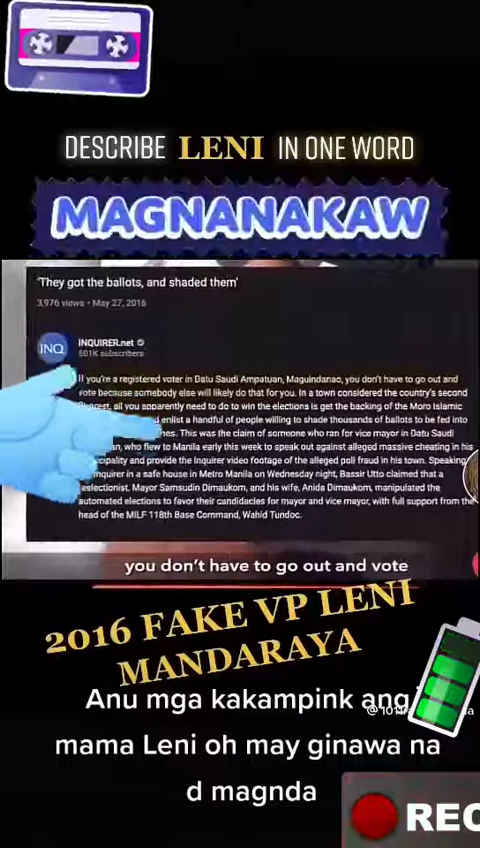 DESCRIBE LENI IN ONE WORD
MAGNANAKAW
'They got the ballots, and shaded them'
3,976 views • May 27, 2016
INQ
INQUIRER.net
501K subscribers
If you're a registered voter in Datu Saudi Ampatuan, Maguindanao, you don't have to go out and
vote because somebody else will likely do that for you. In a town considered the country's second
all you apparently need to do to win the elections is get the backing of the Moro Islamic
enlist a handful of people willing to shade thousands of ballots to be fed into
This was the claim of someone who ran for vice mayor in Datu Saudi
who flew to Manila early this week to speak out against alleged massive cheating in his
and provide the Inquirer video footage of the alleged poll fraud in his town. Speaking
in a safe house in Metro Manila on Wednesday night, Bassir Utto claimed that a
reelectionist, Mayor Samsudin Dimaukom, and his wife, Anida Dimaukom, manipulated the
automated elections to favor their candidacies for mayor and vice mayor, with full support from the
head of the MILF 118th Base Command, Wahid Tundoc.
you don't have to go out and vote
2016 FAKE VP LENI
MANDARAYA
Anu mga kakampink ang
mama Leni oh may ginawa na
d magnda
REC